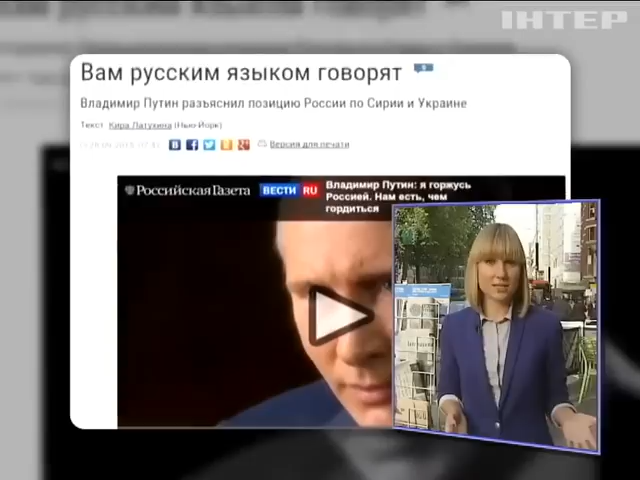 ІНТЕР
Вам русским языком говорят
Владимир Путин разъяснил позицию России по Сирии и Украине
Текст: Кира Латухина (Нью-Йорк)
Версия для печати
Российская Газета ВЕСТИ RU
Владимир Путин: я горжусь
Россией. Нам есть, чем
гордиться